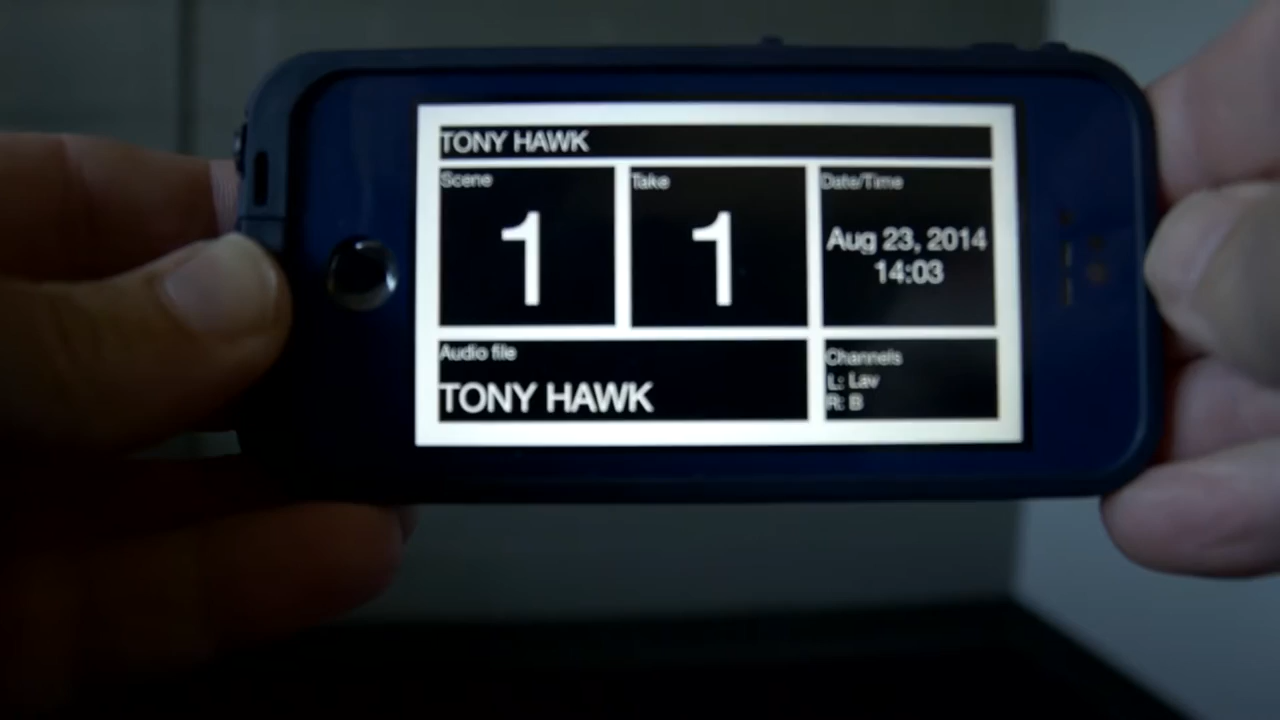 TONY HAWK
Scene
1
Take
1
Date/Time
Aug 23, 2014
14:03
Audio file
TONY HAWK
Channels
L: Lav
R: B